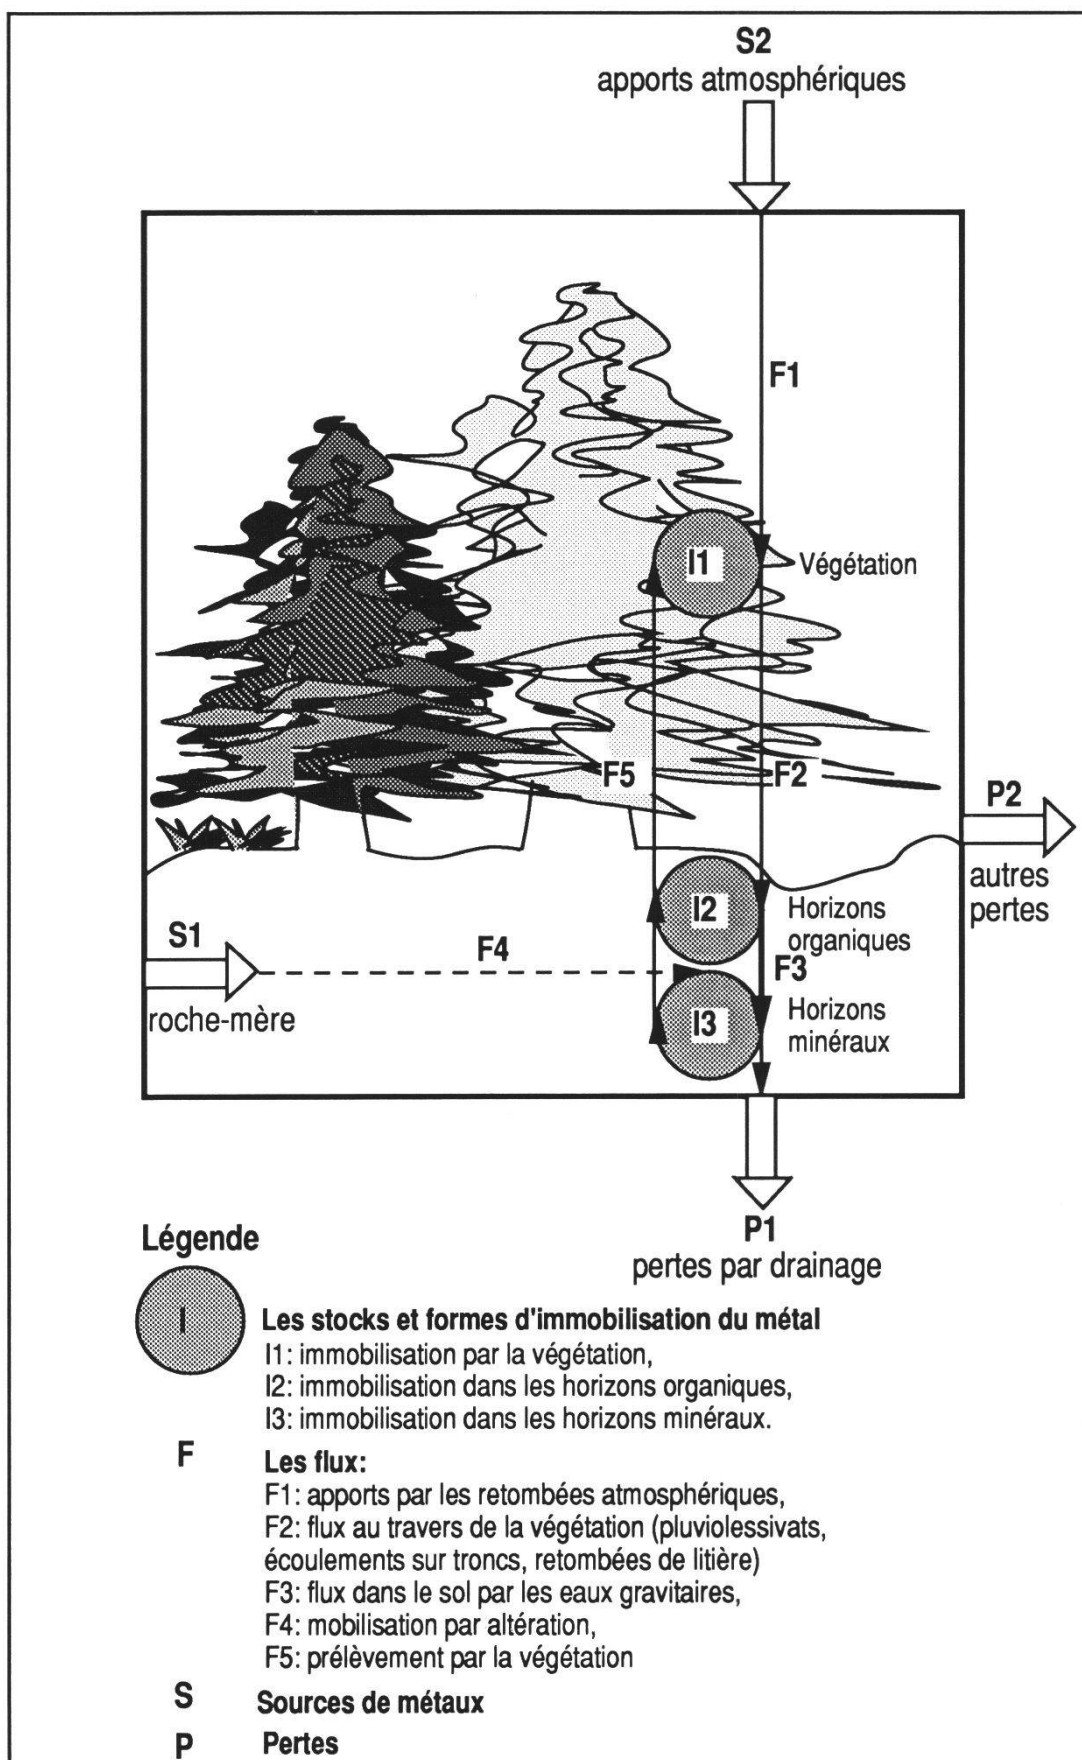 S2
apports atmosphériques
F1
I1
Végétation
F5
F2
P2
autres
pertes
I2
Horizons
organiques
S1
F4
F3
roche-mère
I3
Horizons
minéraux
P1
pertes par drainage
Légende
I
Les stocks et formes d'immobilisation du métal
I1: immobilisation par la végétation,
I2: immobilisation dans les horizons organiques,
I3: immobilisation dans les horizons minéraux.
F
Les flux:
F1: apports par les retombées atmosphériques,
F2: flux au travers de la végétation (pluviolessivats,
écoulements sur troncs, retombées de litière)
F3: flux dans le sol par les eaux gravitaires,
F4: mobilisation par altération,
F5: prélèvement par la végétation
S Sources de métaux
P Pertes